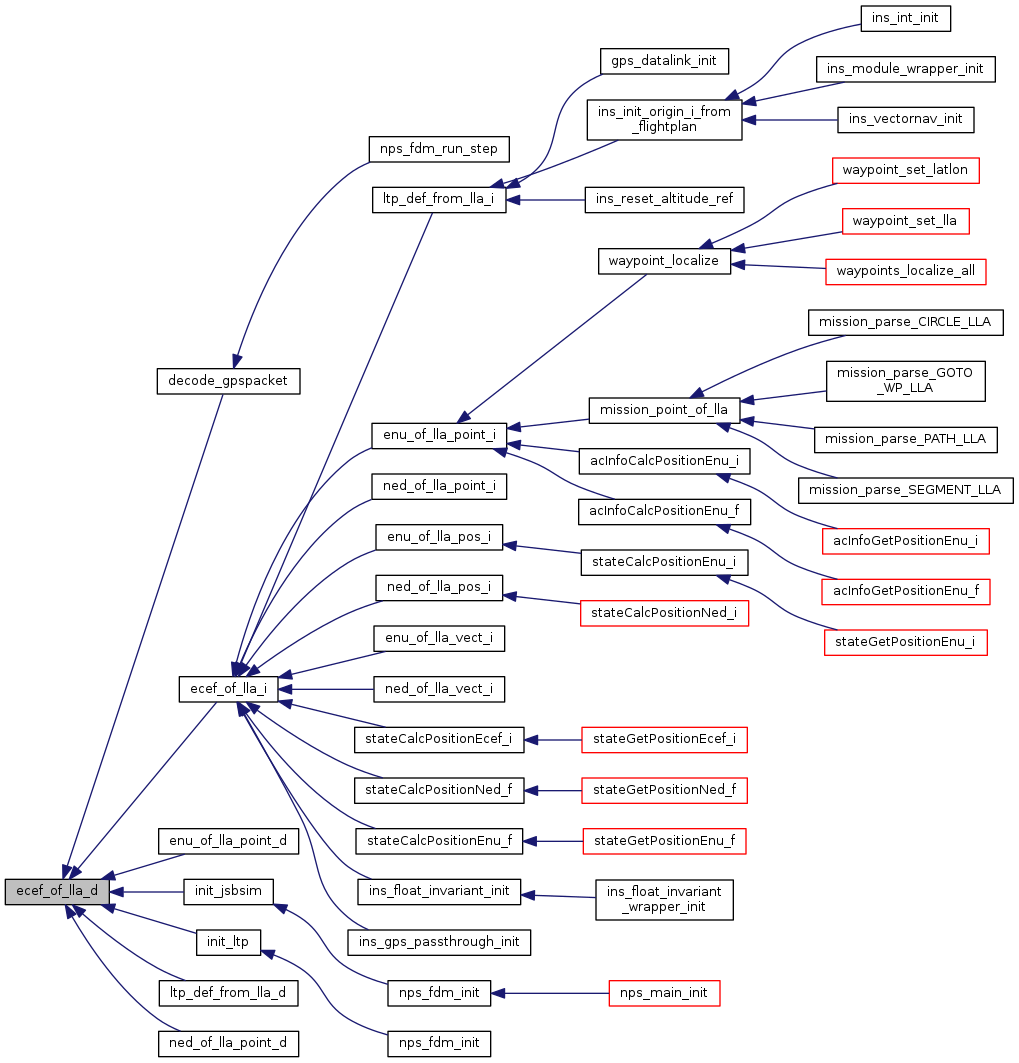 ins_int_init
gps_datalink_init
ins_module_wrapper_init
ins_init_origin_i_from
_flightplan
ins_vectornav_init
nps_fdm_run_step
waypoint_set_latlon
ltp_def_from_lla_i
ins_reset_altitude_ref
waypoint_set_lla
waypoint_localize
waypoints_localize_all
mission_parse_CIRCLE_LLA
decode_gpspacket
mission_parse_GOTO
_WP_LLA
mission_point_of_lla
enu_of_lla_point_i
mission_parse_PATH_LLA
acInfoCalcPositionEnu_i
ned_of_lla_point_i
mission_parse_SEGMENT_LLA
acInfoCalcPositionEnu_f
enu_of_lla_pos_i
acInfoGetPositionEnu_i
stateCalcPositionEnu_i
ned_of_lla_pos_i
acInfoGetPositionEnu_f
stateCalcPositionNed_i
enu_of_lla_vect_i
stateGetPositionEnu_i
ecef_of_lla_i
ned_of_lla_vect_i
stateCalcPositionEcef_i
stateGetPositionEcef_i
stateCalcPositionNed_f
stateGetPositionNed_f
enu_of_lla_point_d
stateCalcPositionEnu_f
stateGetPositionEnu_f
ecef_of_lla_d
init_jsbsim
ins_float_invariant_init
ins_float_invariant
_wrapper_init
init_ltp
ins_gps_passthrough_init
ltp_def_from_lla_d
nps_fdm_init
nps_main_init
ned_of_lla_point_d
nps_fdm_init